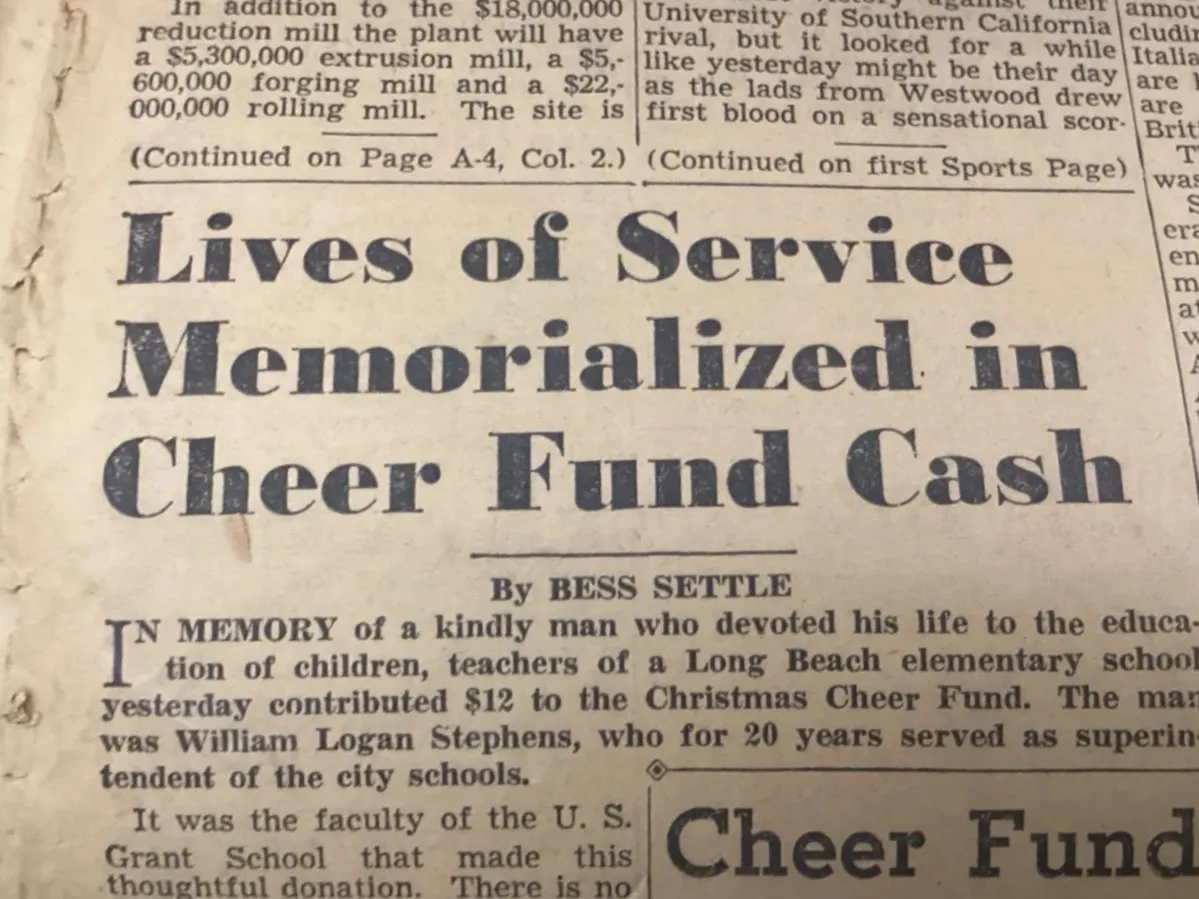 In addition to the $18,000,000
reduction mill the plant will have
a $5,300,000 extrusion mill, a $5,-
600,000 forging mill and a $22,-
000,000 rolling mill. The site is
(Continued on Page A-4, Col. 2.)
against their
University of Southern California
rival, but it looked for a while
like yesterday might be their day
as the lads from Westwood drew
first blood on a sensational scor-
(Continued on first Sports Page)
are
are
Lives of Service
Memorialized in
Cheer Fund Cash
By BESS SETTLE
IN MEMORY of a kindly man who devoted his life to the educa-
tion of children, teachers of a Long Beach elementary school
yesterday contributed $12 to the Christmas Cheer Fund. The man
was William Logan Stephens, who for 20 years served as superin-
tendent of the city schools.
It was the faculty of the U. S.
Grant School that made this
thoughtful donation. There is no
Cheer Fund